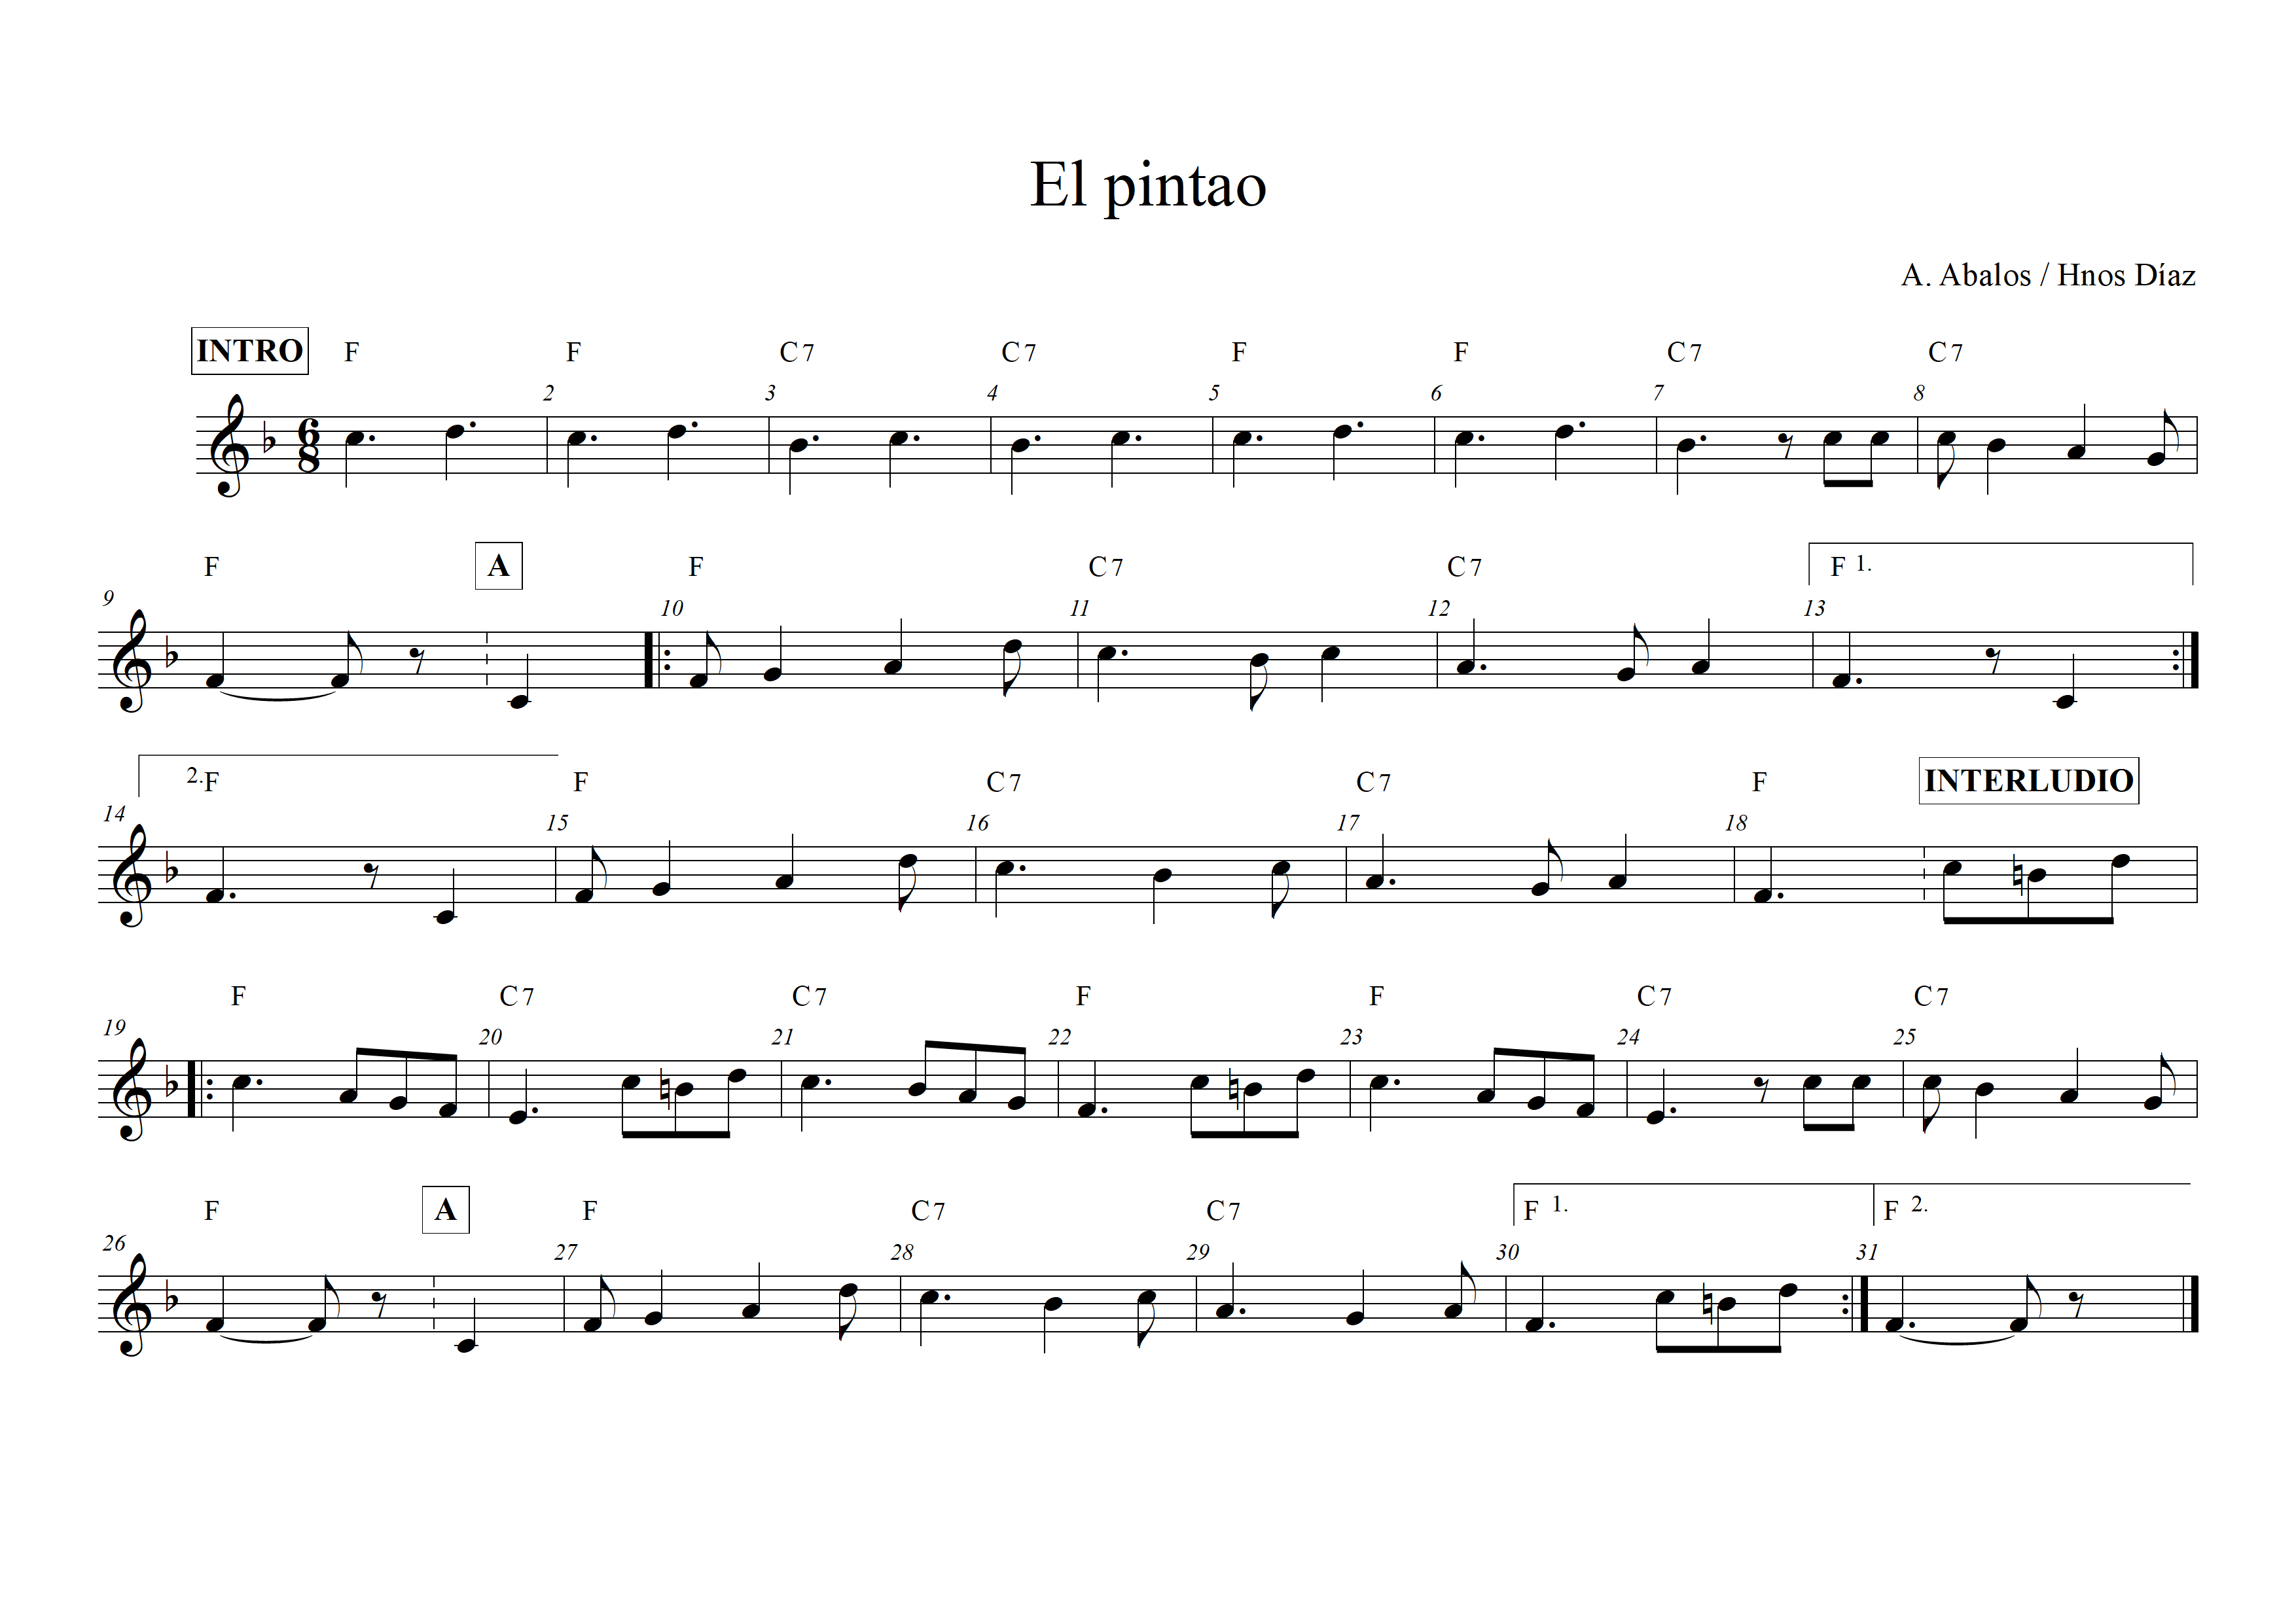 El pintao
A. Abalos / Hnos Díaz
INTRO F F C7 C7 F F C7 C7
2 3 4 5 6 7 8
6
8
F A F C7 C7 F 1.
9 10 11 12 13
2. F F C7 C7 F INTERLUDIO
14 15 16 17 18
F C7 C7 F F C7 C7
19 20 21 22 23 24 25
F A F C7 C7 F 1. F 2.
26 27 28 29 30 31